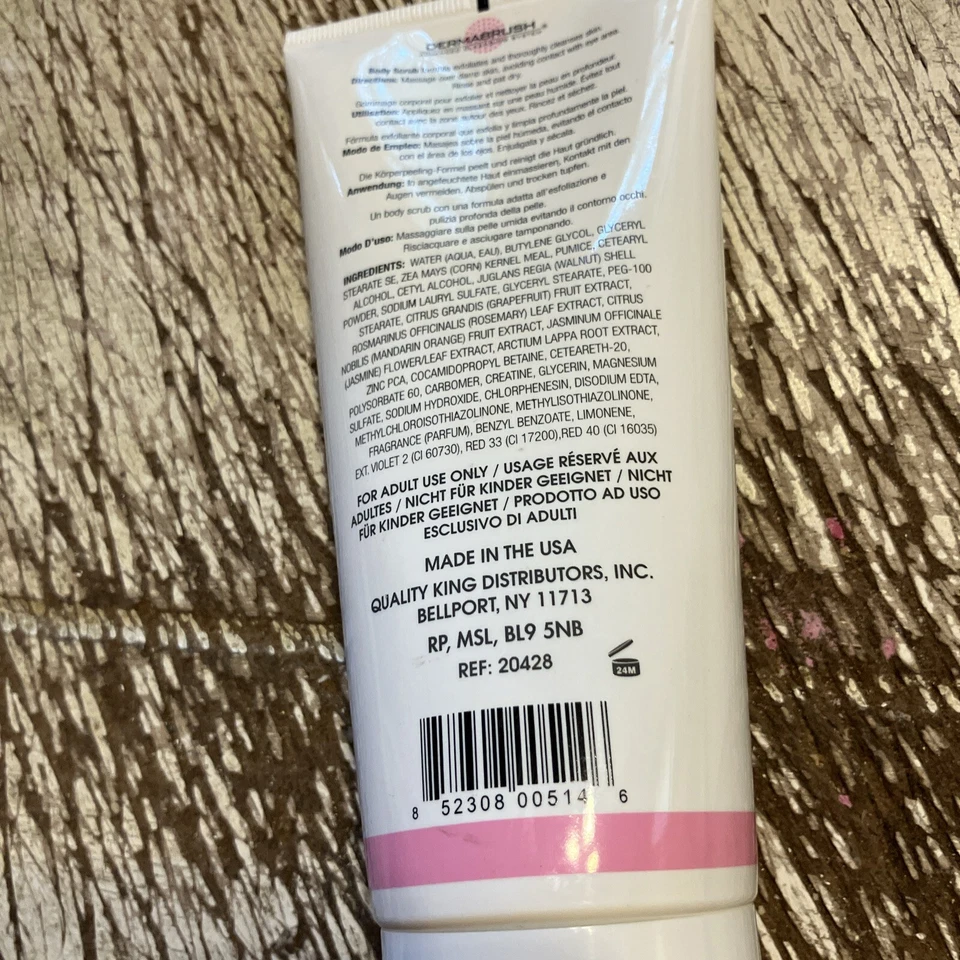 DERMABRUSH
Body Scrub Formula exfoliates and thoroughly cleanses skin.
Directions: Massage over damp skin, avoiding contact with eye area.
Rinse and pat dry.
Gommage corporel pour exfolier et nettoyer la peau en profondeur.
Utilisation: Appliquez en massant sur une peau humide. Évitez tout
contact avec la zone autour des yeux. Rincez et séchez.
Fórmula exfoliante corporal que exfolia y limpia profundamente la piel.
Modo de Empleo: Masajea sobre la piel húmeda, evitando el contacto
con el área de los ojos. Enjuágala y sécala.
Die Körperpeeling-Formel peelt und reinigt die Haut gründlich.
Anwendung: In angefeuchtete Haut einmassieren, Kontakt mit den
Augen vermeiden. Abspülen und trocken tupfen.
Un body scrub con una formula adatta all'esfoliazione e
pulizia profonda della pelle.
Modo D'uso: Massaggiare sulla pelle umida evitando il contorno occhi.
Risciacquare e asciugare tamponando.
INGREDIENTS: WATER (AQUA, EAU), BUTYLENE GLYCOL, GLYCERYL
STEARATE SE, ZEA MAYS (CORN) KERNEL MEAL, PUMICE, CETEARYL
ALCOHOL, CETYL ALCOHOL, JUGLANS REGIA (WALNUT) SHELL
POWDER, SODIUM LAURYL SULFATE, GLYCERYL STEARATE, PEG-100
STEARATE, CITRUS GRANDIS (GRAPEFRUIT) FRUIT EXTRACT,
ROSMARINUS OFFICINALIS (ROSEMARY) LEAF EXTRACT, CITRUS
NOBILIS (MANDARIN ORANGE) FRUIT EXTRACT, JASMINUM OFFICINALE
(JASMINE) FLOWER/LEAF EXTRACT, ARCTIUM LAPPA ROOT EXTRACT,
ZINC PCA, COCAMIDOPROPYL BETAINE, CETEARETH-20,
POLYSORBATE 60, CARBOMER, CREATINE, GLYCERIN, MAGNESIUM
SULFATE, SODIUM HYDROXIDE, CHLORPHENESIN, DISODIUM EDTA,
METHYLCHLOROISOTHIAZOLINONE, METHYLISOTHIAZOLINONE,
FRAGRANCE (PARFUM), BENZYL BENZOATE, LIMONENE,
EXT. VIOLET 2 (CI 60730), RED 33 (CI 17200),RED 40 (CI 16035)
FOR ADULT USE ONLY / USAGE RÉSERVÉ AUX
ADULTES / NICHT FÜR KINDER GEEIGNET / NICHT
FÜR KINDER GEEIGNET / PRODOTTO AD USO
ESCLUSIVO DI ADULTI
MADE IN THE USA
QUALITY KING DISTRIBUTORS, INC.
BELLPORT, NY 11713
RP, MSL, BL9 5NB
REF: 20428
24M
8 52308 00514 6